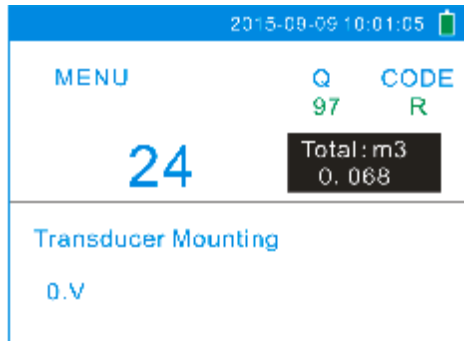 2015-09-09 10:01:05
MENU Q CODE
97 R
24 Total:m3
0.068
Transducer Mounting
0.V